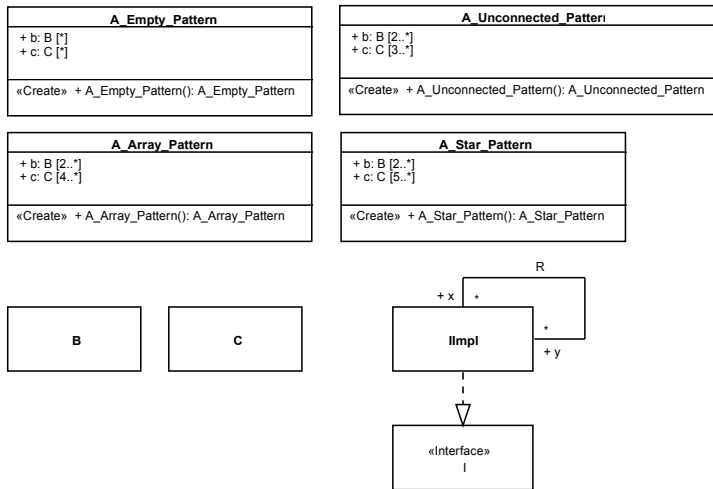 A_Empty_Pattern
+ b: B [*]
+ c: C [*]
«Create» + A_Empty_Pattern(): A_Empty_Pattern
A_Unconnected_Pattern
+ b: B [2..*]
+ c: C [3..*]
«Create» + A_Unconnected_Pattern(): A_Unconnected_Pattern
A_Array_Pattern
+ b: B [2..*]
+ c: C [4..*]
«Create» + A_Array_Pattern(): A_Array_Pattern
A_Star_Pattern
+ b: B [2..*]
+ c: C [5..*]
«Create» + A_Star_Pattern(): A_Star_Pattern
R
+ x *
B
C
IImpl
*
+ y
«Interface»
I